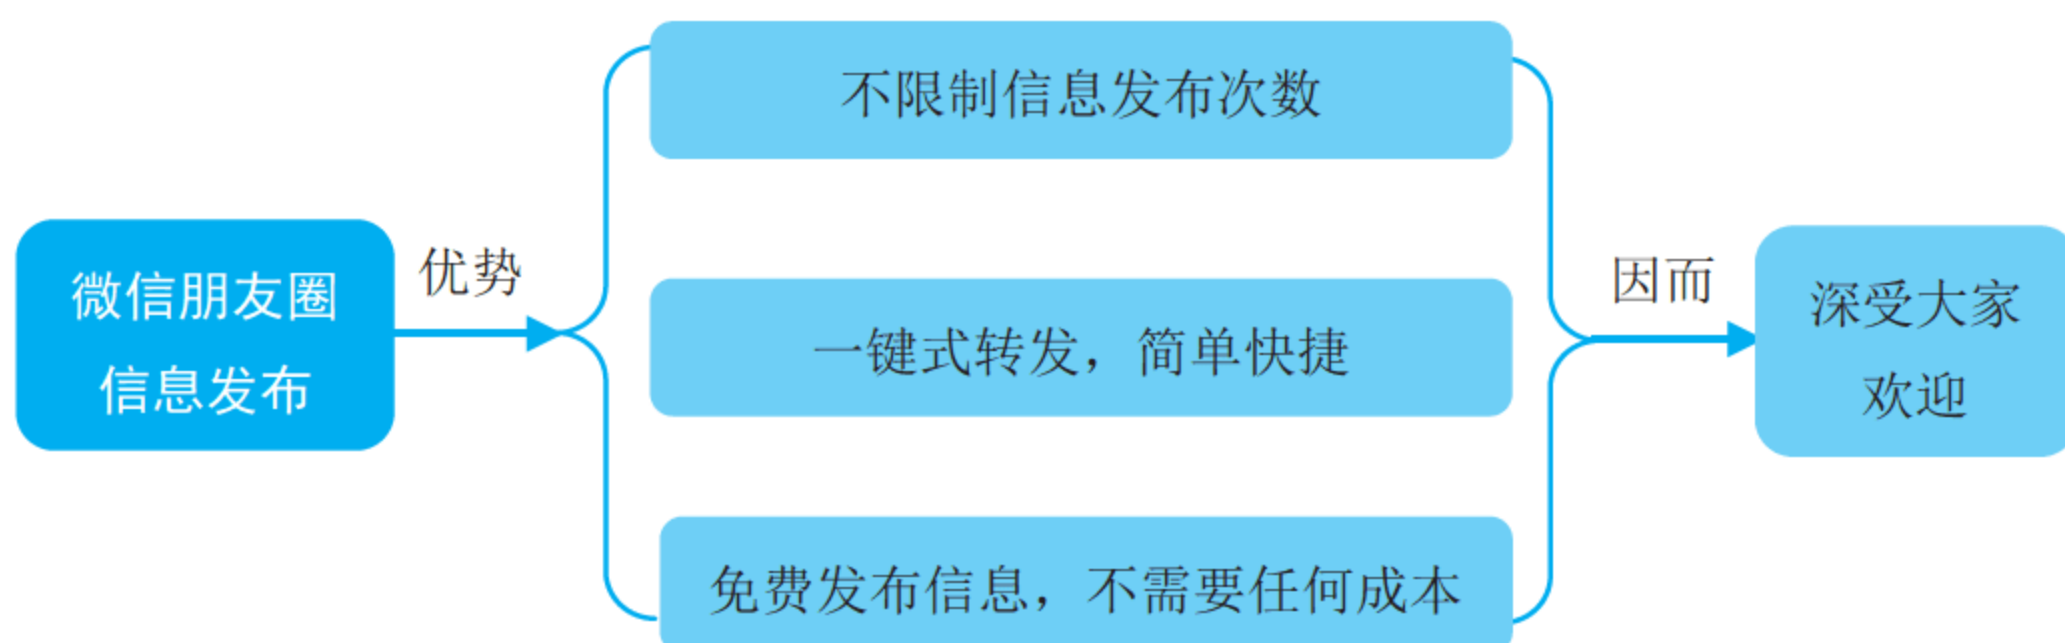 微信朋友圈
信息发布
优势
不限制信息发布次数
一键式转发，简单快捷
免费发布信息，不需要任何成本
因而
深受大家
欢迎